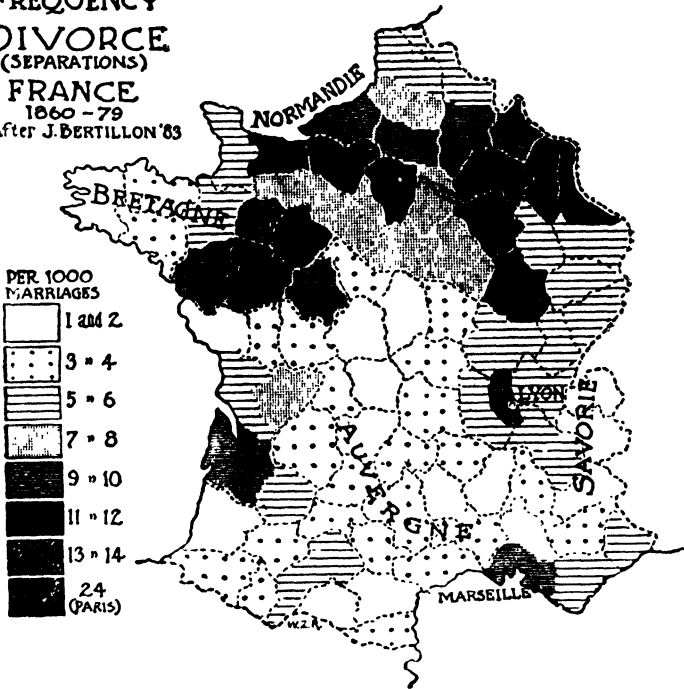 FREQUENCY
DIVORCE
(SEPARATIONS)
FRANCE
1860-79
After J. BERTILLON '83
NORMANDIE
BRETAGNE
PER 1000
MARRIAGES
1 and 2
3 " 4
5 " 6
7 " 8
9 " 10
11 " 12
13 " 14
24
(PARIS)
LYON
SAVORIE
AUVERGNE
MARSEILLE
W.Z.R.